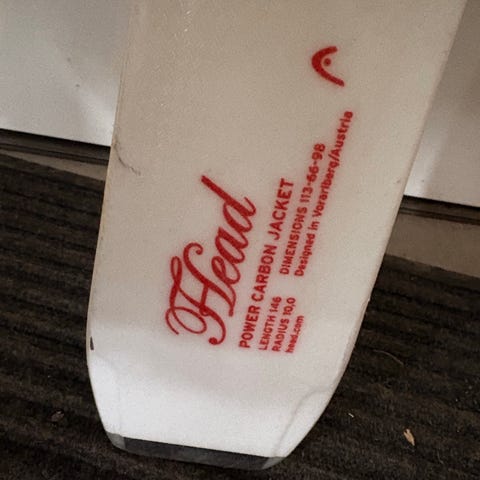 Head
POWER CARBON JACKET
LENGTH 146 DIMENSIONS 113-66-98
RADIUS 10,0 Designed in Vorarlberg/Austria
head.com